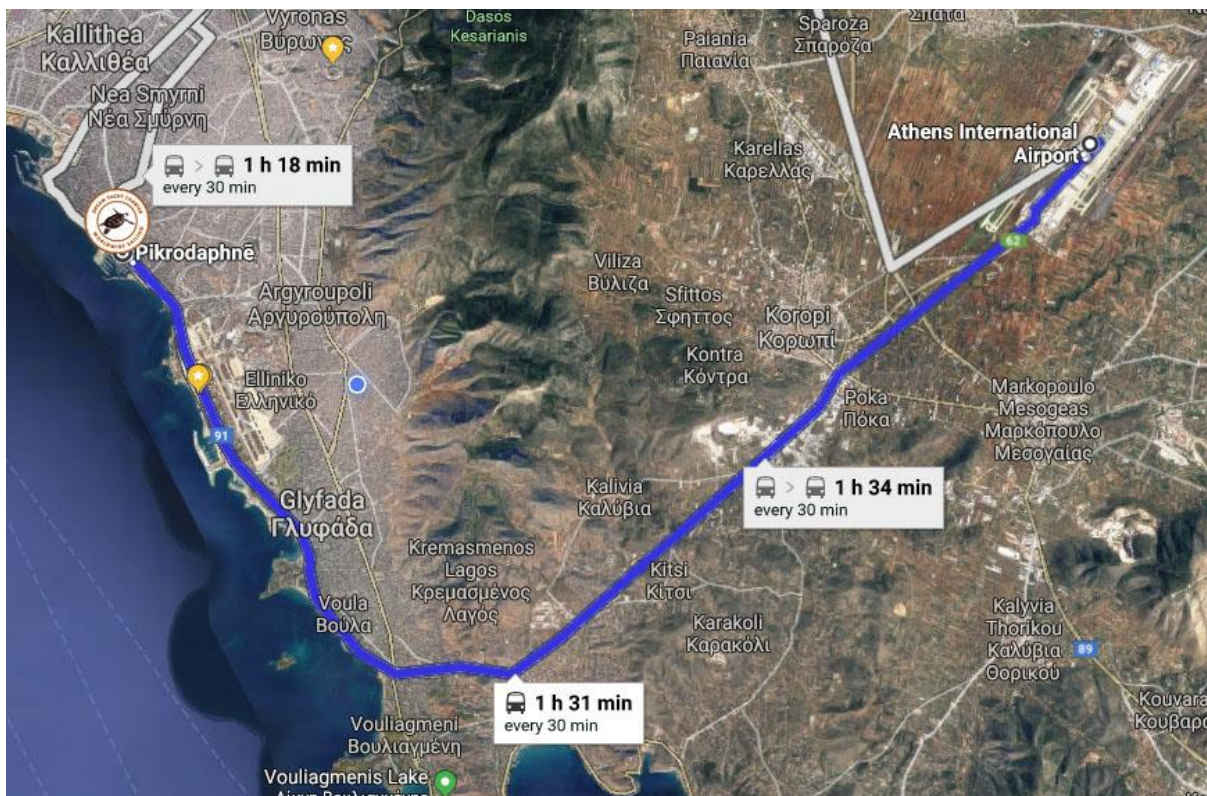 Kallithea
Καλλιθέα
Vyronas
Βύρωνας
Dasos
Kesarianis
Sparoza
Σπαρόζα
Σπάτα
Paiania
Παιανία
Nea Smyrni
Νέα Σμύρνη
Athens International
Airport
Karellas
Καρελλάς
1 h 18 min
every 30 min
Pikrodaphnē
62
Viliza
Βύλιζα
Argyroupoli
Αργυρούπολη
Sfittos
Σφηττος
Koropi
Κορωπί
Kontra
Κόντρα
Elliniko
Ελληνικό
Poka
Πόκα
Markopoulo
Mesogeas
Μαρκόπουλο
Μεσογαίας
91
1 h 34 min
every 30 min
Glyfada
Γλυφάδα
Kalivia
Καλύβια
Kremasmenos
Lagos
Κρεμασμένος
Λαγός
Kitsi
Κίτσι
Voula
Βούλα
Karakoli
Καρακόλι
Kalyvia
Thorikou
Καλύβια
Θορικού
89
1 h 31 min
every 30 min
Kouvara
Κουβαρ
Vouliagmeni
Βουλιαγμένη
Vouliagmenis Lake